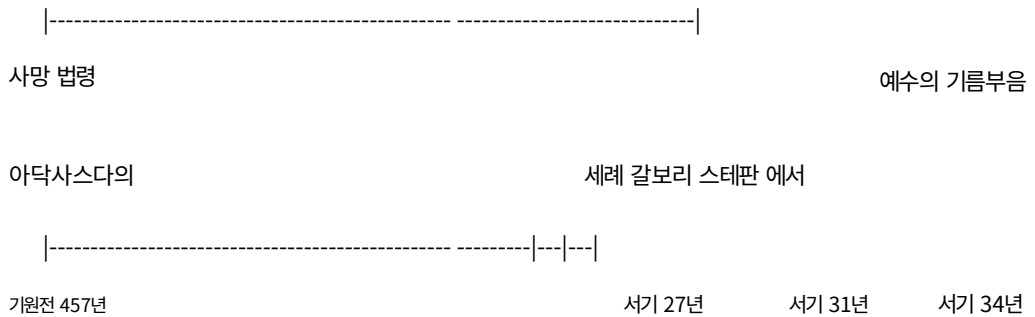 |------------------------------------------------- -----------------------------|
사망 법령 예수의 기름부음
아닥사스다의 세례 갈보리 스테판 에서
|------------------------------------------------- ---------|---|---|
기원전 457년 서기 27년 서기 31년 서기 34년